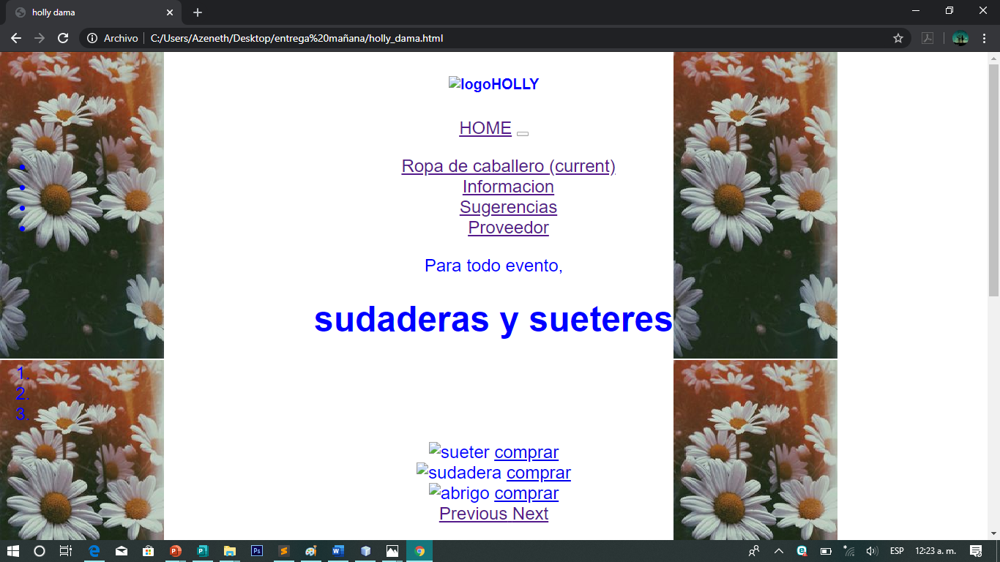 holly dama
Archivo C:/Users/Azeneth/Desktop/entrega%20mañana/holly_dama.html
logoHOLLY
HOME
Ropa de caballero (current)
Informacion
Sugerencias
Proveedor
Para todo evento,
sudaderas y sueteres
1.
2.
3.
sueter comprar
sudadera comprar
abrigo comprar
Previous Next
ESP 12:23 a. m.